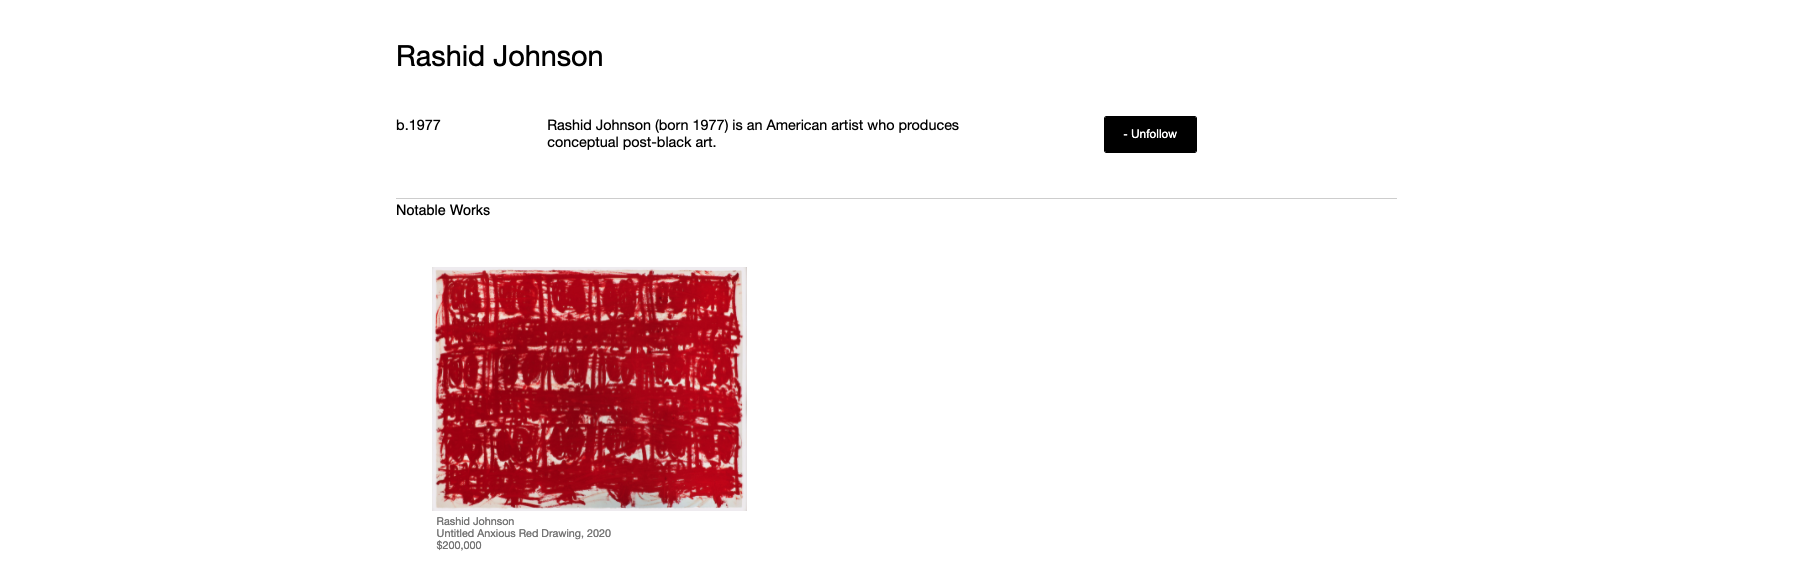 Rashid Johnson
b.1977
Rashid Johnson (born 1977) is an American artist who produces
conceptual post-black art.
- Unfollow
Notable Works
Rashid Johnson
Untitled Anxious Red Drawing, 2020
$200,000